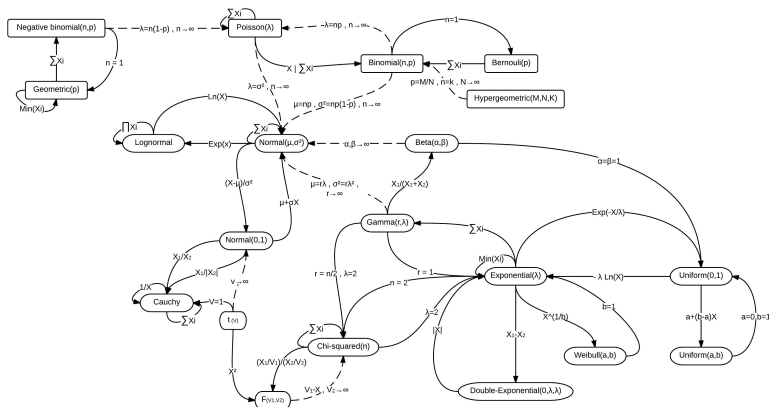 ∑Xi
Negative binomial(n,p)
λ=n(1-p) , n→∞
Poisson(λ)
λ=np , n→∞
n=1
∑Xi
n = 1
X | ∑Xi
Binomial(n,p)
∑Xi
Bernouli(p)
Geometric(p)
λ=σ² , n→∞
p=M/N , n=k , N→∞
Min(Xi)
Ln(X)
μ=np , σ²=np(1-p) , n→∞
Hypergeometric(M,N,K)
∏Xi
∑Xi
Lognormal
Exp(x)
Normal(μ,σ²)
α,β→∞
Beta(α,β)
α=β=1
(X-μ)/σ²
μ=rλ , σ²=rλ² ,
r→∞
X₁/(X₁+X₂)
μ+σX
Exp(-X/λ)
Gamma(r,λ)
∑Xi
Normal(0,1)
X₁/X₂
Min(Xi)
X₁/|X₂|
r = n/2 , λ=2
r = 1
Exponential(λ)
- λ Ln(X)
Uniform(0,1)
1/X
n = 2
Cauchy
V=1
b=1
∑Xi
t (V)
∑Xi
λ=2
|X|
X^(1/b)
a+(b-a)X
a=0,b=1
X₁-X₂
Chi-squared(n)
(X₁/V₁)/(X₂/V₂)
Weibull(a,b)
Uniform(a,b)
X²
F(V1,V2)
V₂→∞
Double-Exponential(0,λ,λ)